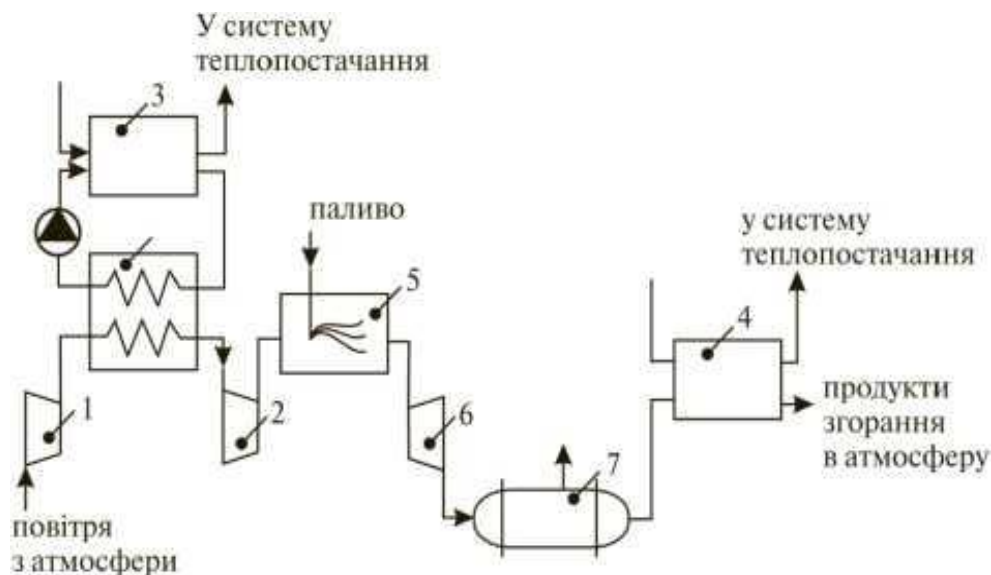 У систему
теплопостачання
3
паливо
5
у систему
теплопостачання
4
1
2
6
продукти
згорання
в атмосферу
7
повітря
з атмосфери